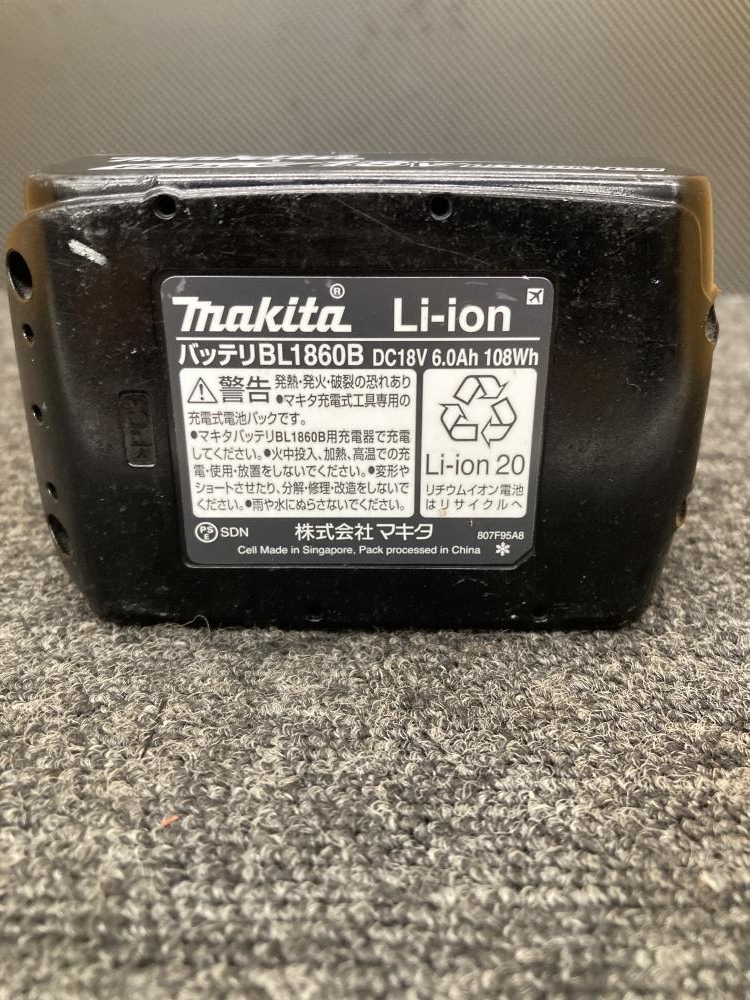 makita® Li-ion
バッテリBL1860B DC18V 6.0Ah 108Wh
警告 発熱・発火・破裂の恐れあり
●マキタ充電式工具専用の
充電式電池パックです。
●マキタバッテリBL1860B用充電器で充電
してください。●火中投入、加熱、高温での充
電・使用・放置をしないでください。●変形や
ショートさせたり、分解・修理・改造をしないで
ください。●雨や水にぬらさないでください。
Li-ion 20
リチウムイオン電池
はリサイクルへ
PS
E SDN 株式会社マキタ 807F95A8
Cell Made in Singapore, Pack processed in China